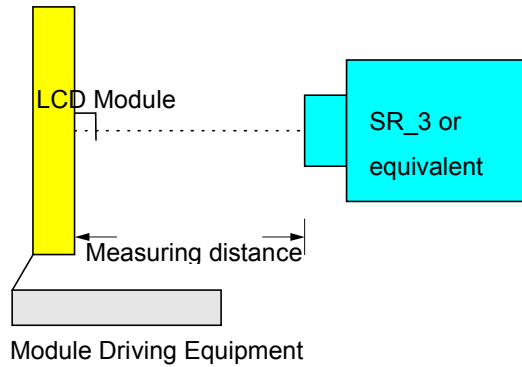 LCD Module
SR_3 or
equivalent
Measuring distance
Module Driving Equipment